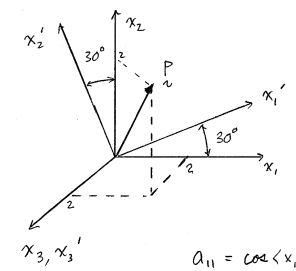 x₂'
x₂
30°
2
P
~
x₁'
30°
2
x₁
2
x₃, x₃'
a₁₁ = cos <x₁